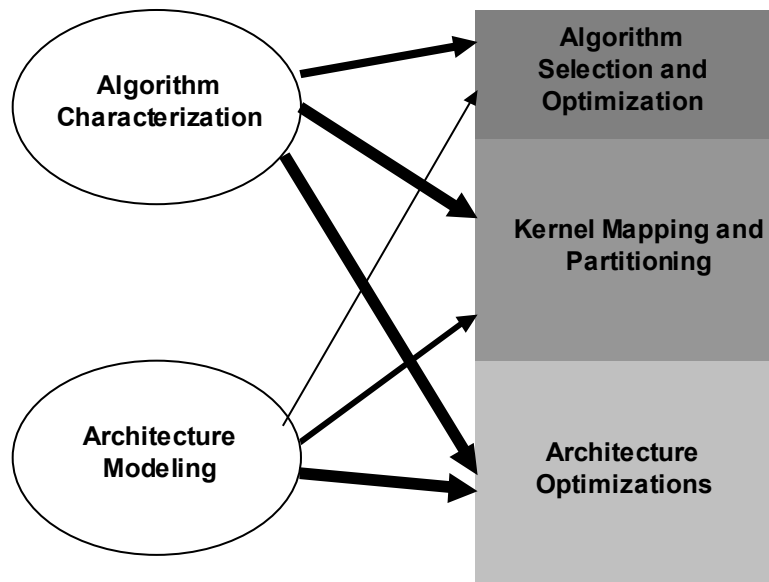 Algorithm
Characterization
Architecture
Modeling
Algorithm
Selection and
Optimization
Kernel Mapping and
Partitioning
Architecture
Optimizations